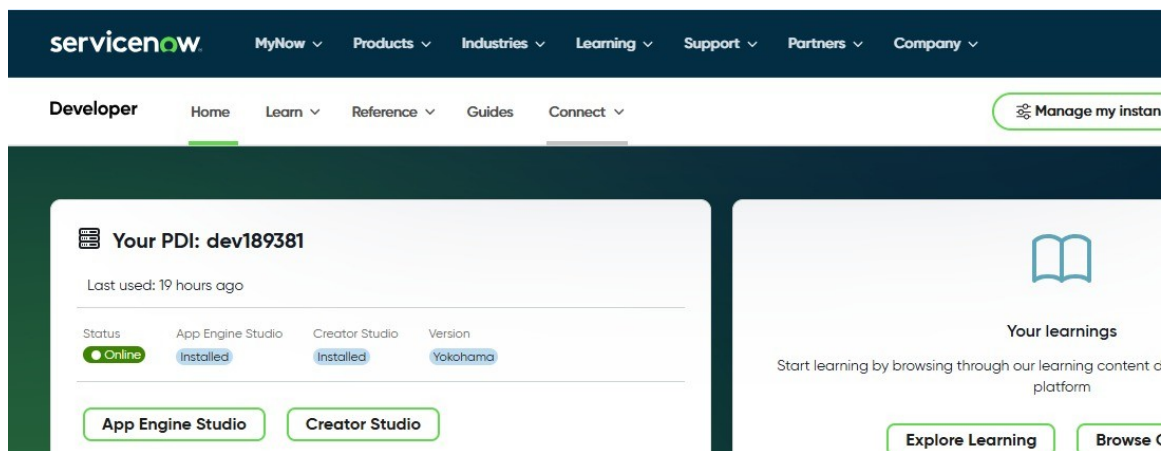 servicenow.
MyNow Products Industries Learning Support Partners Company
Developer Home Learn Reference Guides Connect Manage my instan
Your PDI: dev189381
Last used: 19 hours ago
Status App Engine Studio Creator Studio Version
Online Installed Installed Yokohama
App Engine Studio Creator Studio
Your learnings
Start learning by browsing through our learning content d
platform
Explore Learning Browse C